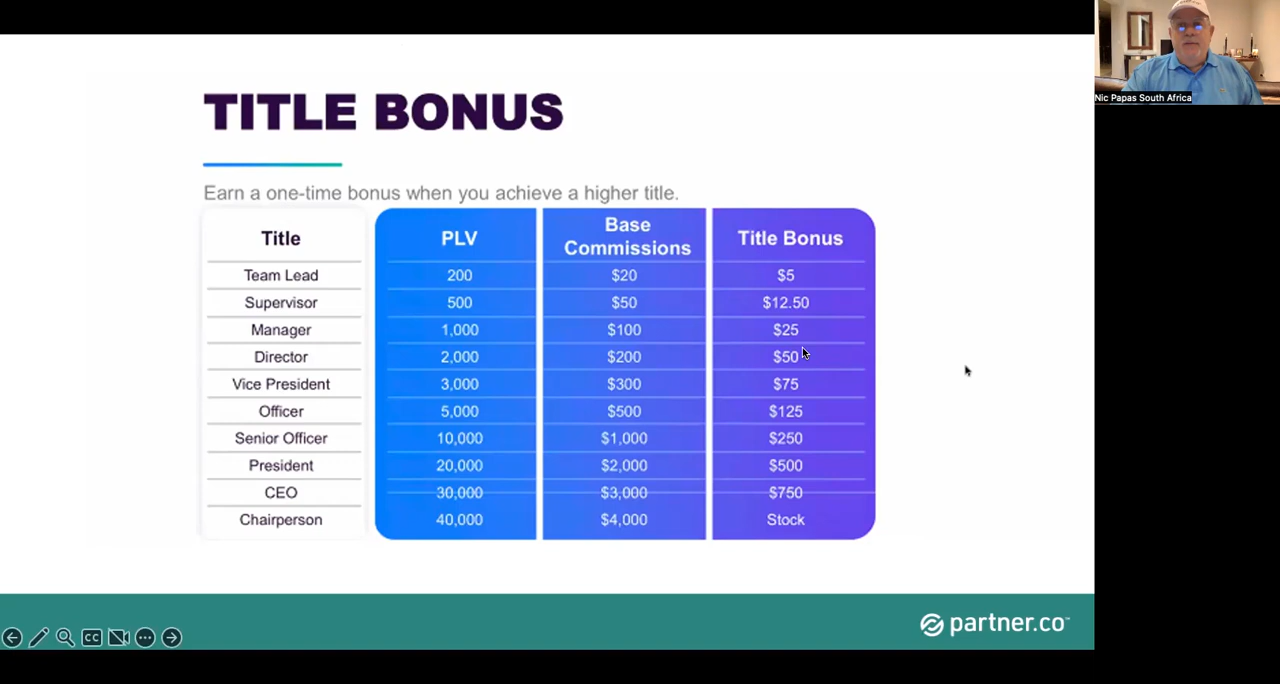 TITLE BONUS
Earn a one-time bonus when you achieve a higher title.
Title PLV Base Commissions Title Bonus
Team Lead 200 $20 $5
Supervisor 500 $50 $12.50
Manager 1,000 $100 $25
Director 2,000 $200 $50
Vice President 3,000 $300 $75
Officer 5,000 $500 $125
Senior Officer 10,000 $1,000 $250
President 20,000 $2,000 $500
CEO 30,000 $3,000 $750
Chairperson 40,000 $4,000 Stock
partner.co™
CC
Nic Papas South Africa